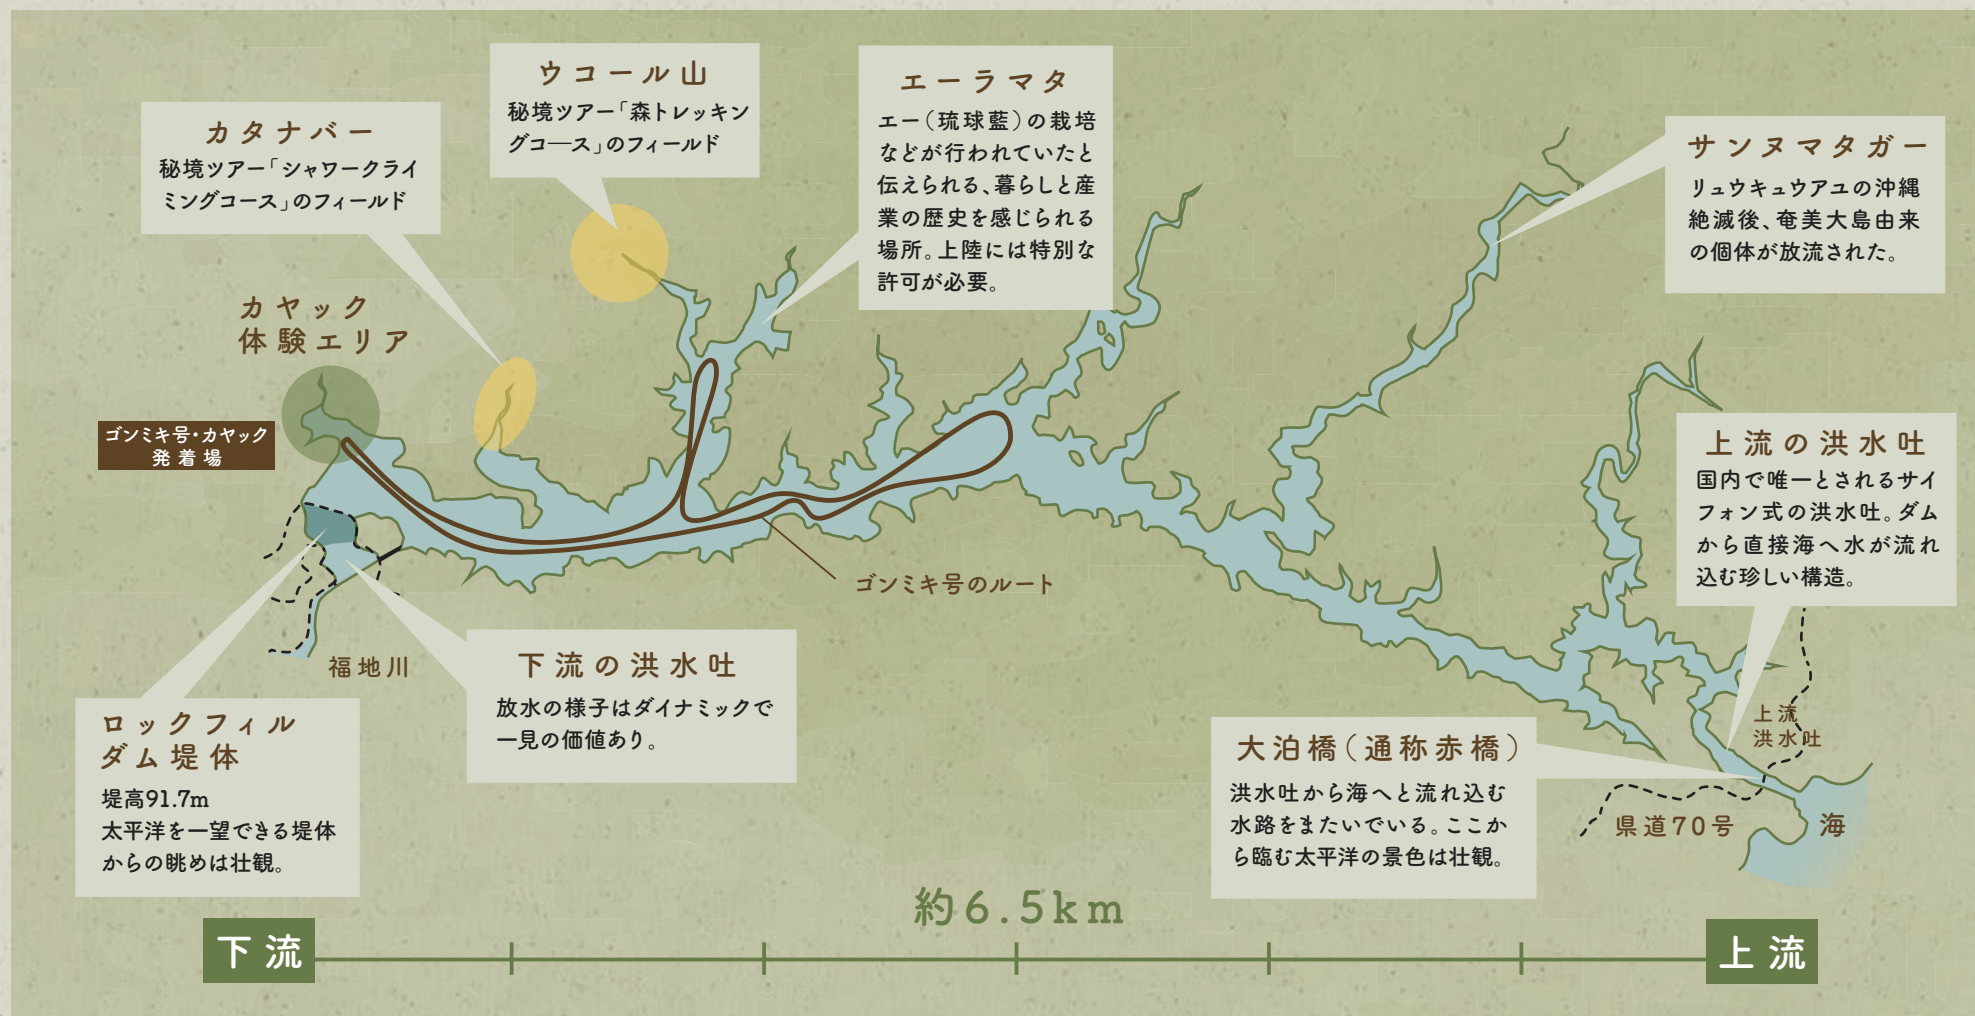 ウコール山
秘境ツアー「森トレッキン
グコース」のフィールド
エーラマタ
エー(琉球藍)の栽培
などが行われていたと
伝えられる、暮らしと産
業の歴史を感じられる
場所。上陸には特別な
許可が必要。
カタナバー
秘境ツアー「シャワークライ
ミングコース」のフィールド
サンヌマタガー
リュウキュウアユの沖縄
絶滅後、奄美大島由来
の個体が放流された。
カヤック
体験エリア
ゴンミキ号・カヤック
発着場
上流の洪水吐
国内で唯一とされるサイ
フォン式の洪水吐。ダム
から直接海へ水が流れ
込む珍しい構造。
ゴンミキ号のルート
福地川
下流の洪水吐
放水の様子はダイナミックで
一見の価値あり。
ロックフィル
ダム堤体
堤高91.7m
太平洋を一望できる堤体
からの眺めは壮観。
上流
洪水吐
大泊橋(通称赤橋)
洪水吐から海へと流れ込む
水路をまたいでいる。ここか
ら臨む太平洋の景色は壮観。
県道70号
海
約6.5km
下流
上流